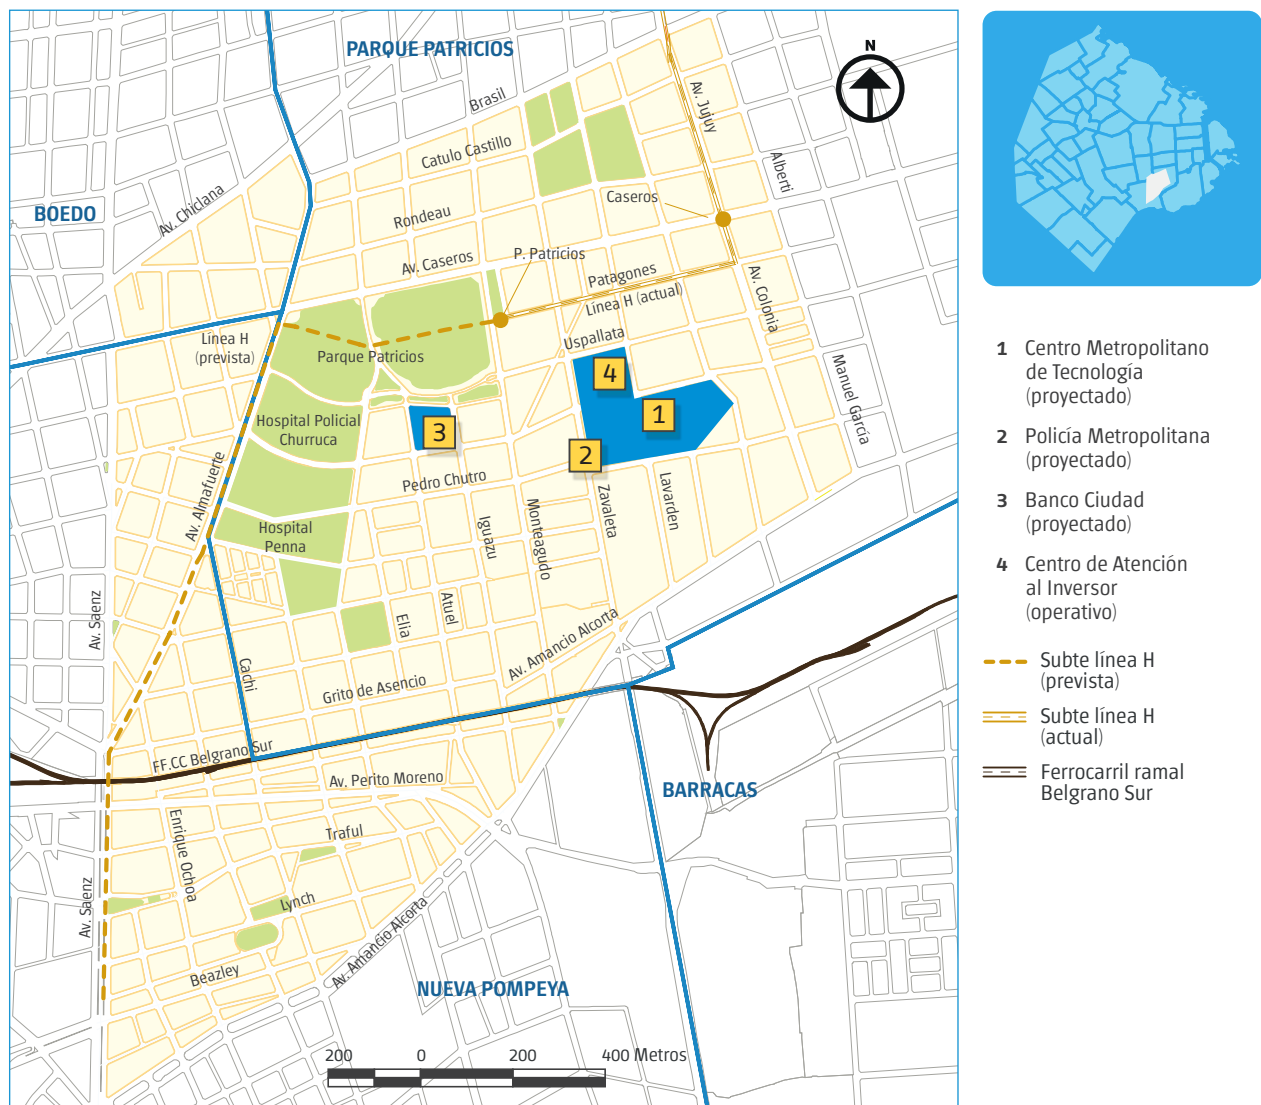 PARQUE PATRICIOS
N
Brasil
Av. Jujuy
Catulo Castillo
Alberti
Av. Chiclana
Caseros
BOEDO
Rondeau
Av. Caseros
P. Patricios
Patagones
Línea H (actual)
Av. Colonia
Línea H
(prevista)
Uspallata
Parque Patricios
Manuel García
4
1
Hospital Policial
Churruca
3
2
Pedro Chutro
Av. Almafuerte
Zavaleta
Lavarden
Hospital
Penna
Iguazu
Monteagudo
Av. Saenz
Elia
Atuel
Av. Amancio Alcorta
Cachi
Grito de Asencio
FF.CC Belgrano Sur
Av. Perito Moreno
BARRACAS
Enrique Ochoa
Traful
Av. Saenz
Lynch
Av. Amancio Alcorta
Beazley
NUEVA POMPEYA
200 0 200 400 Metros
1 Centro Metropolitano
de Tecnología
(proyectado)
2 Policía Metropolitana
(proyectado)
3 Banco Ciudad
(proyectado)
4 Centro de Atención
al Inversor
(operativo)
Subte línea H
(prevista)
Subte línea H
(actual)
Ferrocarril ramal
Belgrano Sur